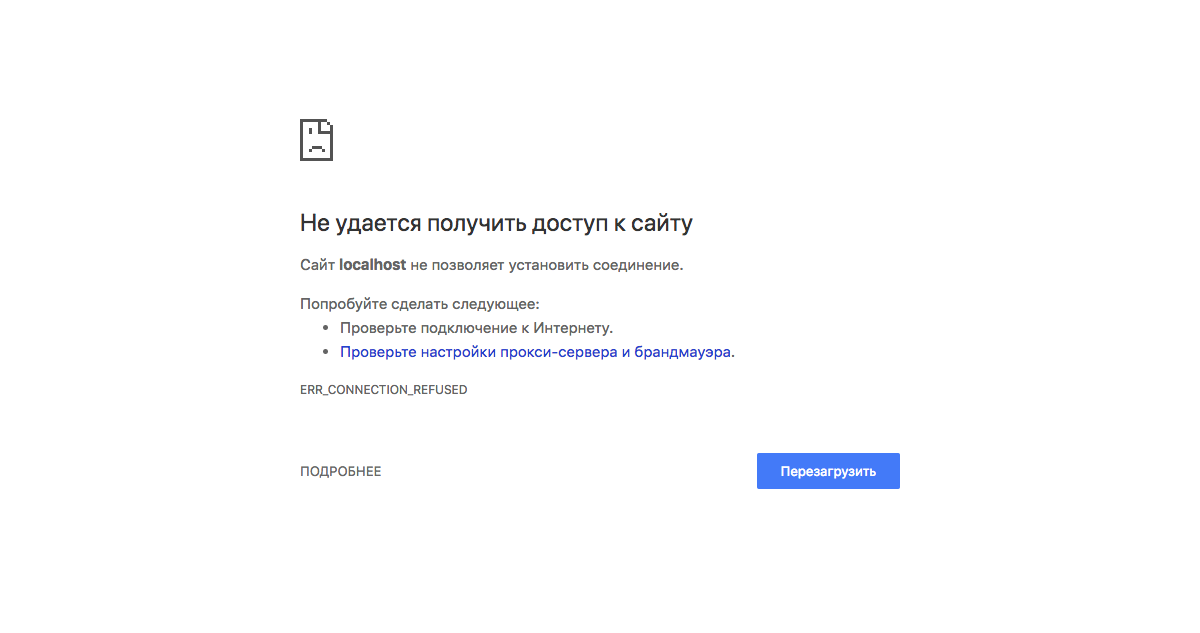 Не удается получить доступ к сайту
Сайт localhost не позволяет установить соединение.
Попробуйте сделать следующее:
• Проверьте подключение к Интернету.
• Проверьте настройки прокси-сервера и брандмауэра.
ERR_CONNECTION_REFUSED
ПОДРОБНЕЕ
Перезагрузить